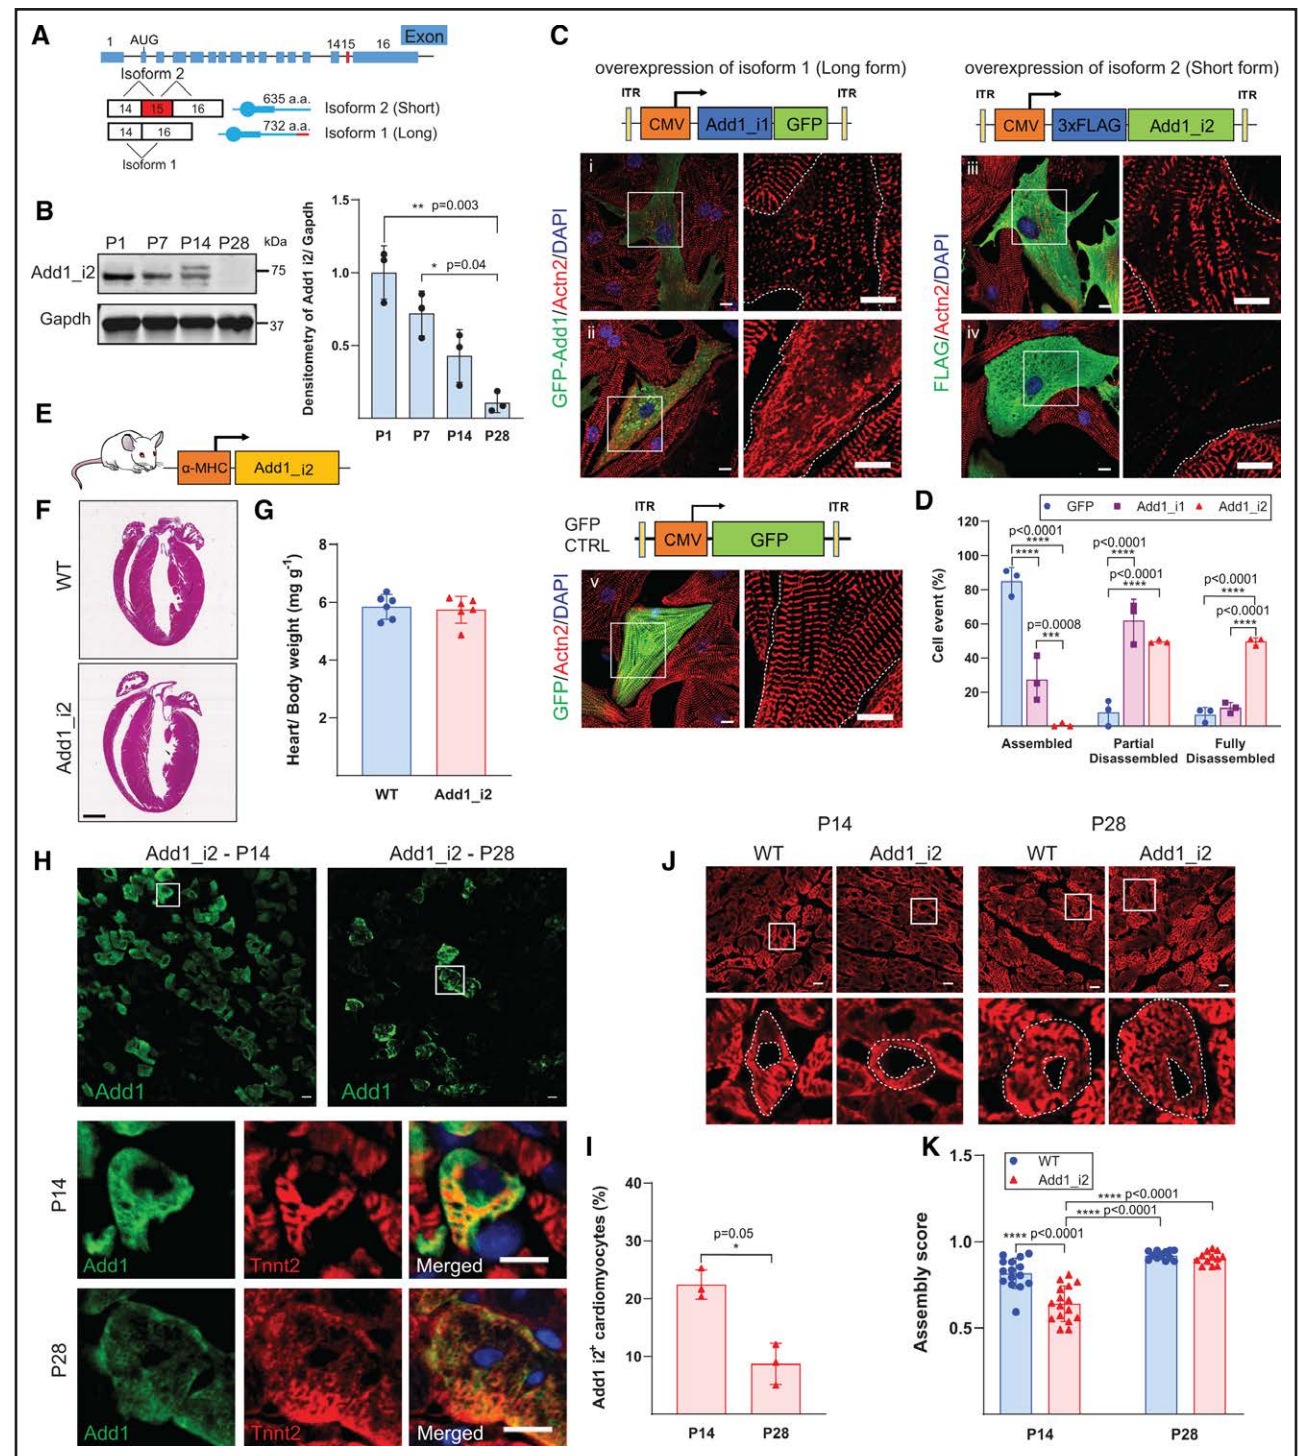 A
1
AUG
1415
16
Exon
Isoform 2
14
15
16
635 a.a.
Isoform 2 (Short)
14
16
732 a.a.
Isoform 1 (Long)
Isoform 1
B
P1 P7 P14 P28
kDa
Add1_i2
75
Gapdh
37
Densitometry of Add1 i2/ Gapdh
1.5
1.0
0.5
** p=0.003
* p=0.04
P1 P7 P14 P28
C
overexpression of isoform 1 (Long form)
ITR
ITR
CMV
Add1_i1
GFP
overexpression of isoform 2 (Short form)
ITR
ITR
CMV
3xFLAG
Add1_i2
GFP-Add1/Actn2/DAPI
i
ii
FLAG/Actn2/DAPI
iii
iv
GFP
CTRL
ITR
ITR
CMV
GFP
GFP/Actn2/DAPI
v
D
GFP
Add1_i1
Add1_i2
Cell event (%)
120
100
80
60
40
20
p<0.0001
****
****
p=0.0008
***
p<0.0001
****
p<0.0001
****
p<0.0001
****
p<0.0001
****
Assembled
Partial
Disassembled
Fully
Disassembled
E
α-MHC
Add1_i2
F
WT
Add1_i2
G
Heart/ Body weight (mg g-1)
8
6
4
2
WT
Add1_i2
H
Add1_i2 - P14
Add1_i2 - P28
Add1
Add1
P14
Add1
Tnnt2
Merged
P28
Add1
Tnnt2
Merged
I
Add1 i2+ cardiomyocytes (%)
40
30
20
10
p=0.05
*
P14
P28
J
P14
P28
WT
Add1_i2
WT
Add1_i2
K
Assembly score
1.5
1.0
0.5
WT
Add1_i2
**** p<0.0001
**** p<0.0001
**** p<0.0001
P14
P28